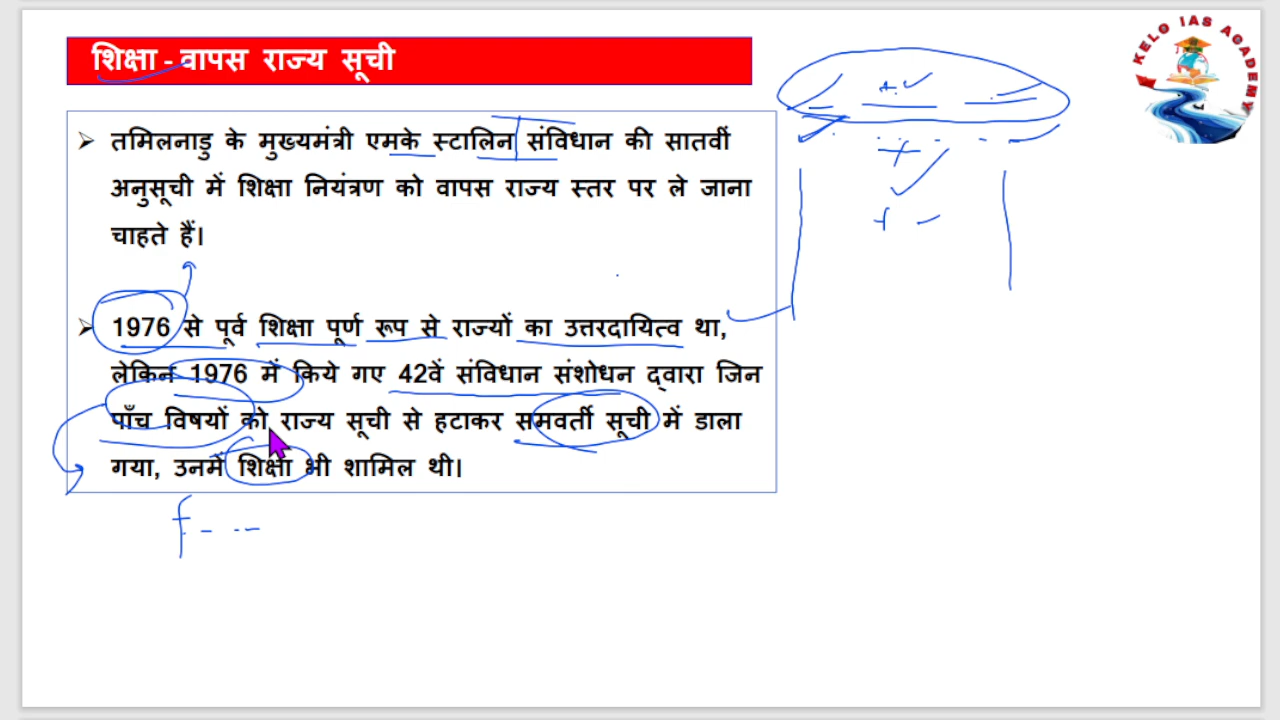 शिक्षा - वापस राज्य सूची
KELO IAS ACADEMY
➢ तमिलनाडु के मुख्यमंत्री एमके स्टालिन संविधान की सातवीं
अनुसूची में शिक्षा नियंत्रण को वापस राज्य स्तर पर ले जाना
चाहते हैं।
➢ 1976 से पूर्व शिक्षा पूर्ण रूप से राज्यों का उत्तरदायित्व था,
लेकिन 1976 में किये गए 42वें संविधान संशोधन द्वारा जिन
पाँच विषयों को राज्य सूची से हटाकर समवर्ती सूची में डाला
गया, उनमें शिक्षा भी शामिल थी।